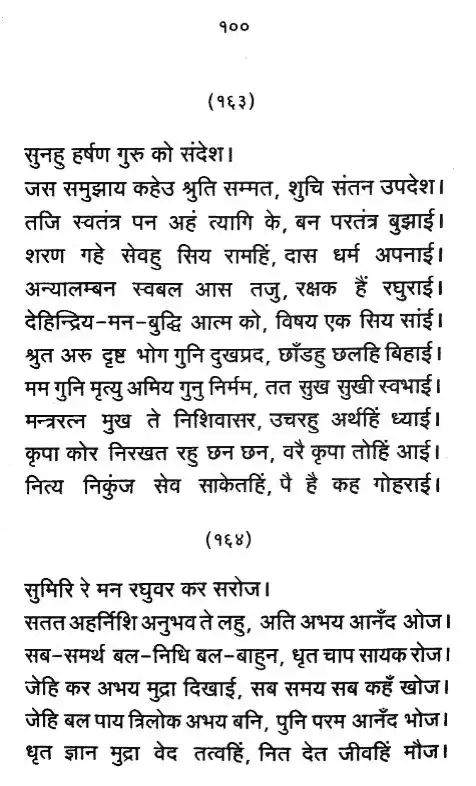 १००
(१६३)
सुनहु हर्षण गुरु को संदेश।
जस समुझाय कहेउ श्रुति सम्मत, शुचि संतन उपदेश।
तजि स्वतंत्र पन अहं त्यागि के, बन परतंत्र बुझाई।
शरण गहे सेवहु सिय रामहिं, दास धर्म अपनाई।
अन्यालम्बन स्वबल आस तजु, रक्षक हैं रघुराई।
देहिन्द्रिय-मन-बुद्धि आत्म को, विषय एक सिय सांई।
श्रुत अरु दृष्ट भोग गुनि दुखप्रद, छाँडहु छलहि बिहाई।
मम गुनि मृत्यु अमिय गुनु निर्मम, तत सुख सुखी स्वभाई।
मन्त्ररत्न मुख ते निशिवासर, उचरहु अर्थहिं ध्याई।
कृपा कोर निरखत रहु छन छन, वरै कृपा तोहिं आई।
नित्य निकुंज सेव साकेतहिं, पै है कह गोहराई।
(१६४)
सुमिरि रे मन रघुवर कर सरोज।
सतत अहर्निशि अनुभव ते लहु, अति अभय आनँद ओज।
सब-समर्थ बल-निधि बल-बाहुन, धृत चाप सायक रोज।
जेहि कर अभय मुद्रा दिखाई, सब समय सब कहँ खोज।
जेहि बल पाय त्रिलोक अभय बनि, पुनि परम आनँद भोज।
धृत ज्ञान मुद्रा वेद तत्वहिं, नित देत जीवहिं मौज।